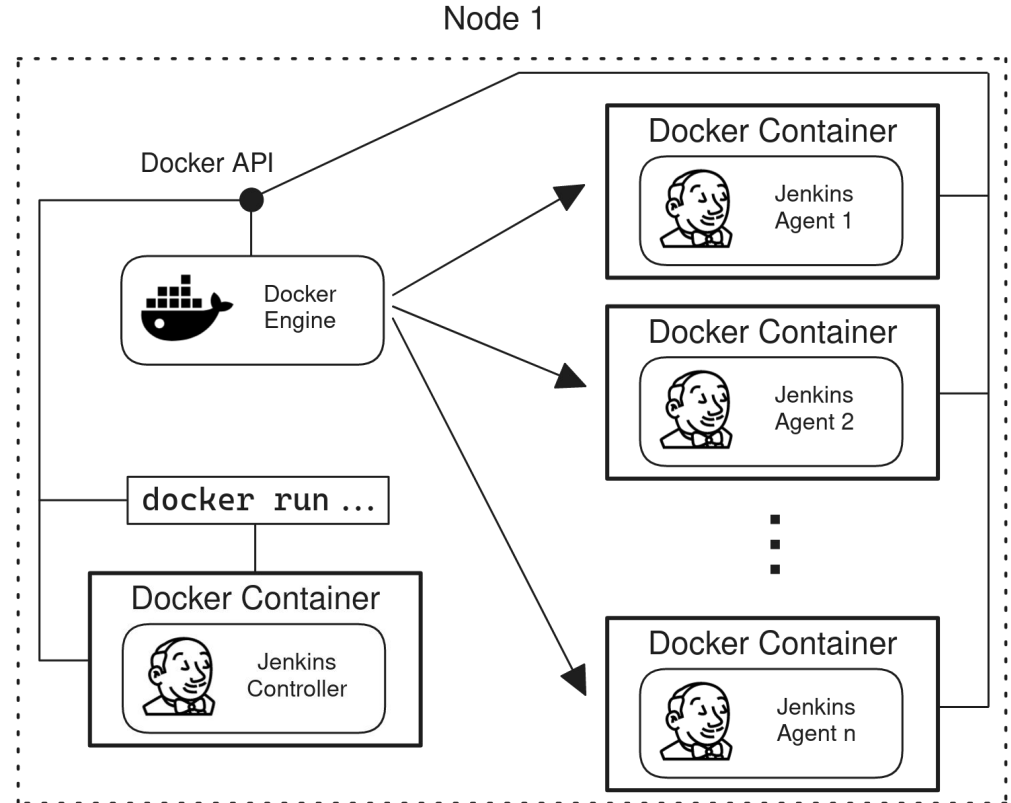 Node 1
Docker API
Docker
Engine
docker run ...
Docker Container
Jenkins
Controller
Docker Container
Jenkins
Agent 1
Docker Container
Jenkins
Agent 2
Docker Container
Jenkins
Agent n